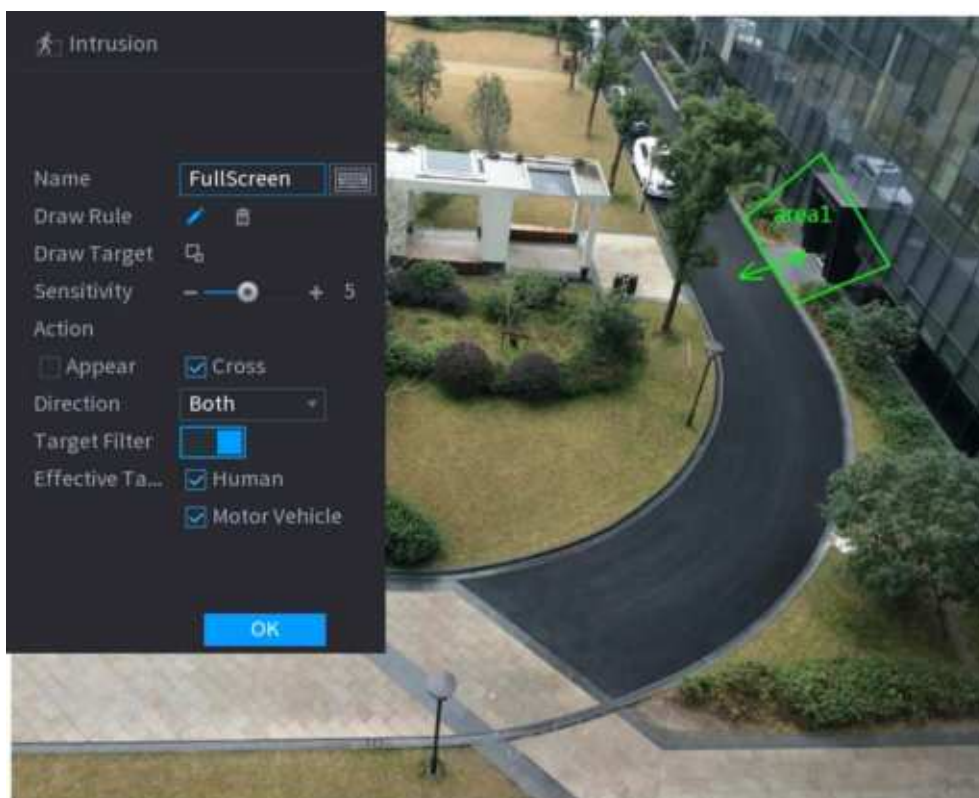 Intrusion
Name FullScreen
Draw Rule
Draw Target
Sensitivity - + 5
Action
Appear Cross
Direction Both
Target Filter
Effective Ta... Human
Motor Vehicle
OK
area1